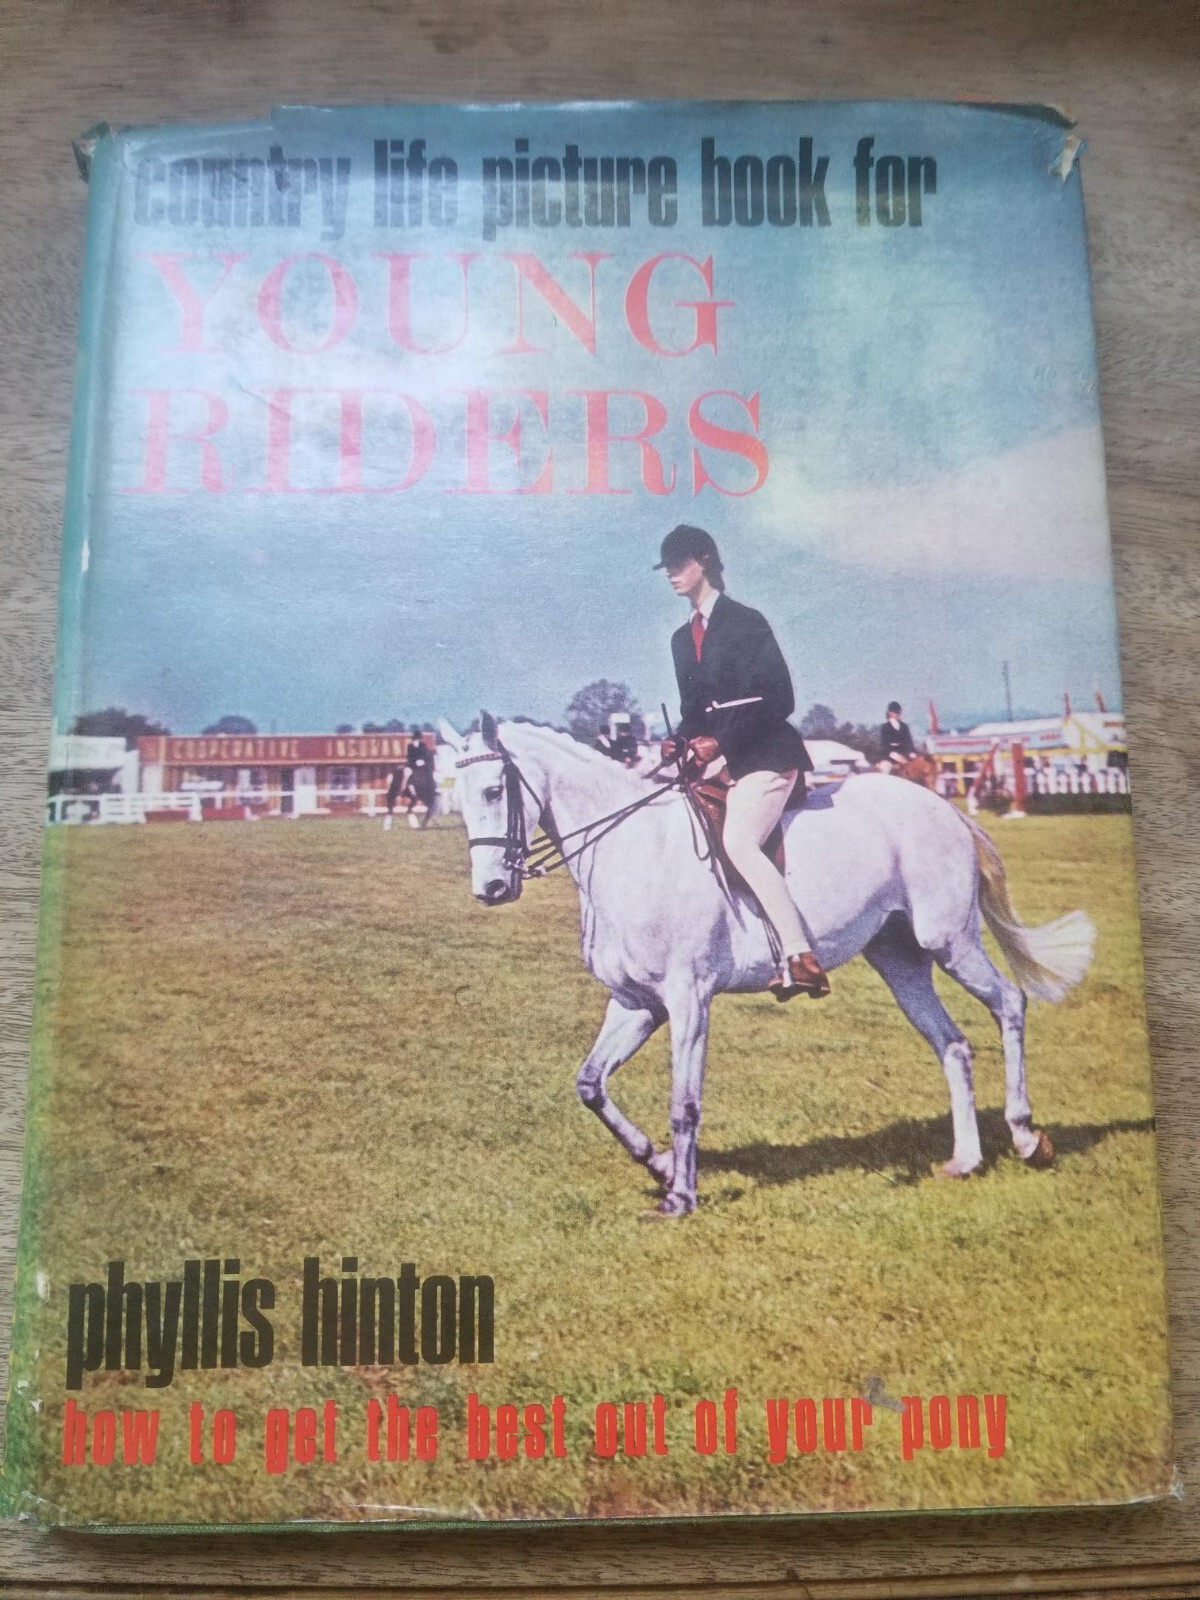 country life picture book for
YOUNG
RIDERS
COOPERATIVE INSURAN
phyllis hinton
how to get the best out of your pony